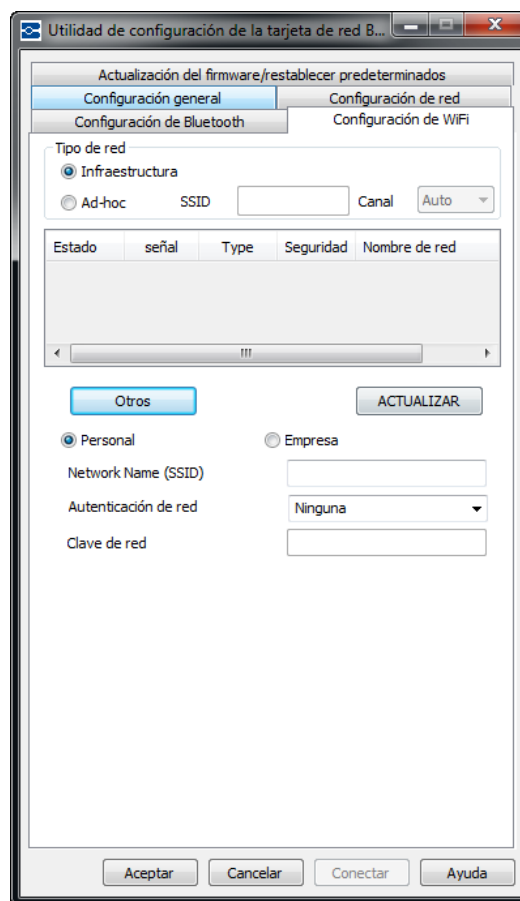 Utilidad de configuración de la tarjeta de red B...
Actualización del firmware/restablecer predeterminados
Configuración general Configuración de red
Configuración de Bluetooth Configuración de WiFi
Tipo de red
Infraestructura
Ad-hoc SSID Canal Auto
Estado señal Type Seguridad Nombre de red
Otros ACTUALIZAR
Personal Empresa
Network Name (SSID)
Autenticación de red Ninguna
Clave de red
Aceptar Cancelar Conectar Ayuda